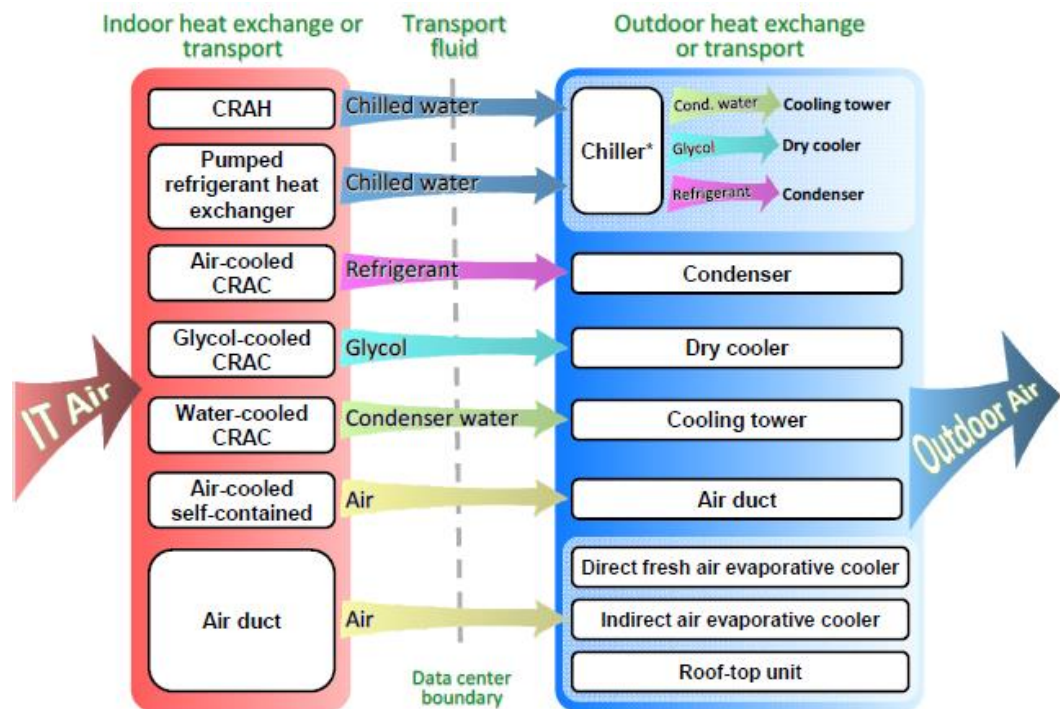 Indoor heat exchange or
transport
Transport
fluid
Outdoor heat exchange
or transport
CRAH
Chilled water
Chiller*
Cond. water
Cooling tower
Glycol
Dry cooler
Refrigerant
Condenser
Pumped
refrigerant heat
exchanger
Chilled water
Air-cooled
CRAC
Refrigerant
Condenser
Glycol-cooled
CRAC
Glycol
Dry cooler
IT Air
Outdoor Air
Water-cooled
CRAC
Condenser water
Cooling tower
Air-cooled
self-contained
Air
Air duct
Air duct
Air
Direct fresh air evaporative cooler
Indirect air evaporative cooler
Roof-top unit
Data center
boundary